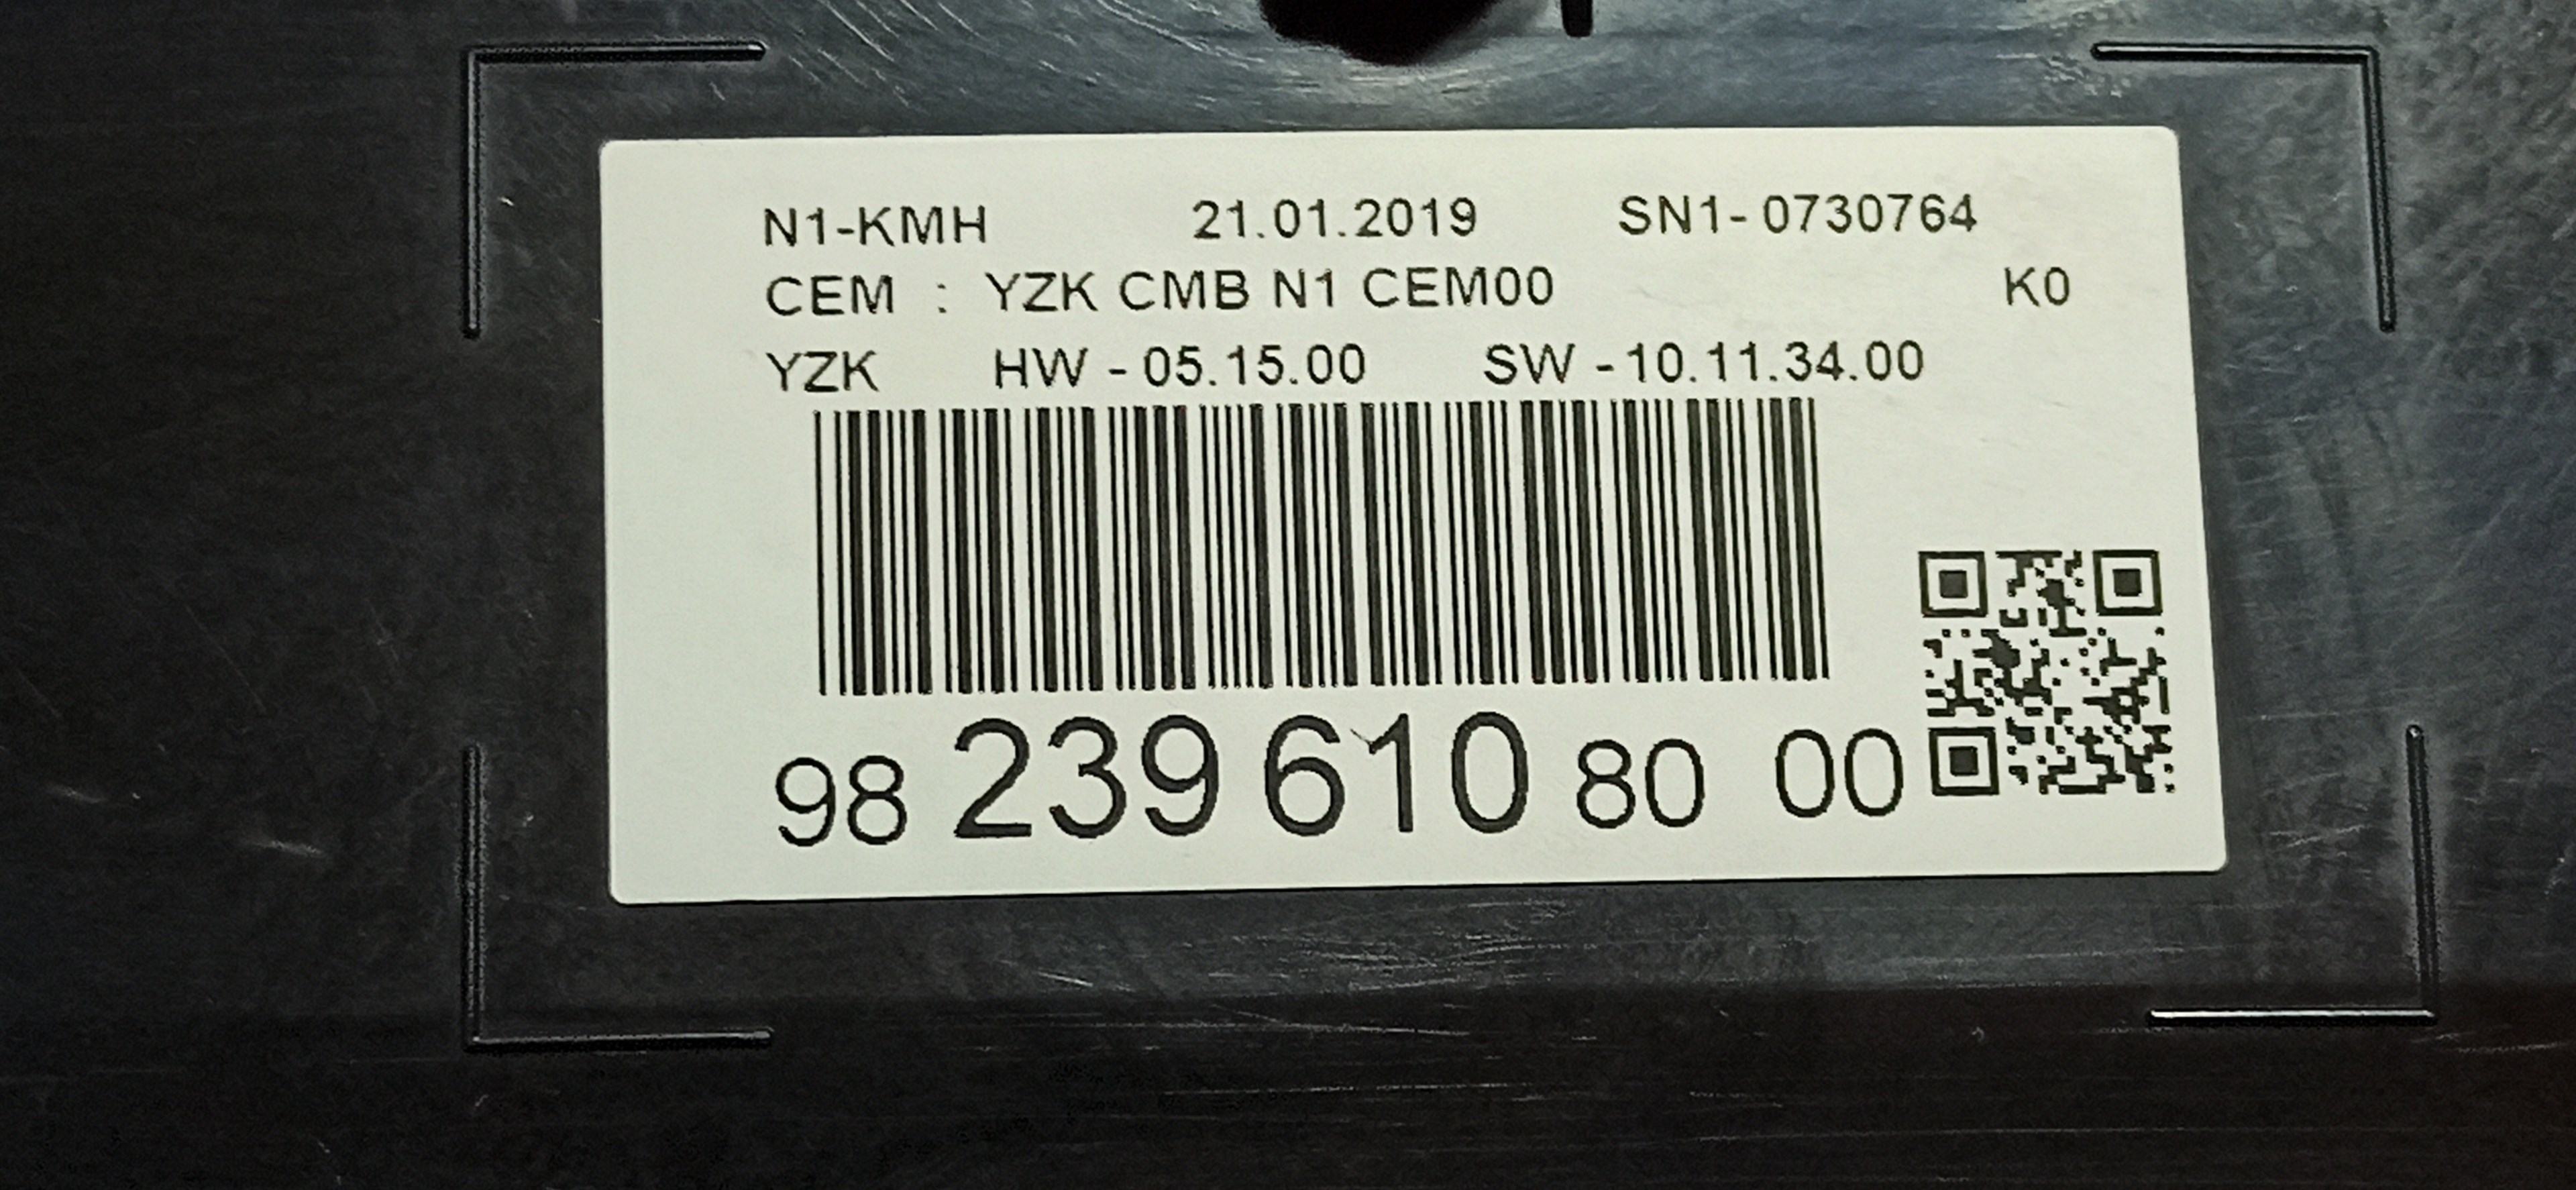 N1-KMH 21.01.2019 SN1- 0730764
CEM : YZK CMB N1 CEM00 K0
YZK HW - 05.15.00 SW - 10.11.34.00
98 239 610 80 00